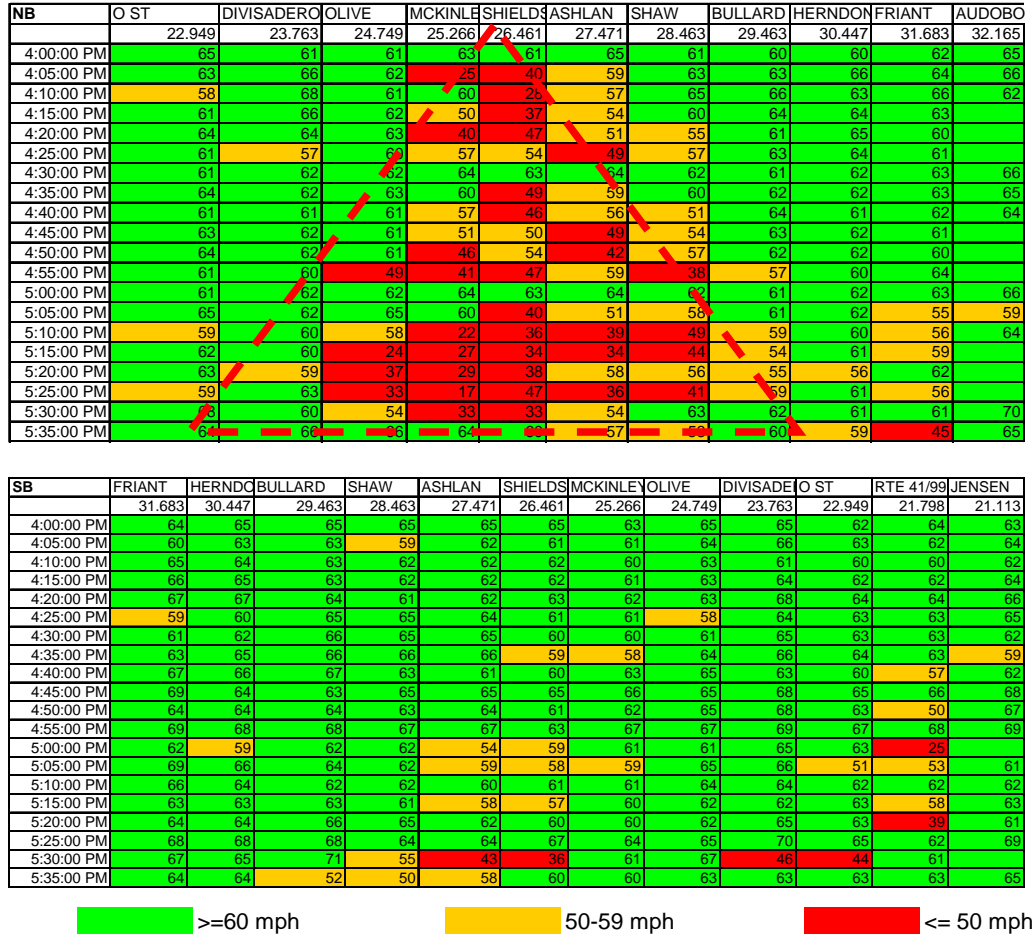 NB O ST DIVISADERO OLIVE MCKINLE SHIELDS ASHLAN SHAW BULLARD HERNDON FRIANT AUDOBO
22.949 23.763 24.749 25.266 26.461 27.471 28.463 29.463 30.447 31.683 32.165
4:00:00 PM 65 61 61 63 61 65 61 60 60 62 65
4:05:00 PM 63 66 62 25 40 59 63 63 66 64 66
4:10:00 PM 58 68 61 60 28 57 65 66 63 66 62
4:15:00 PM 61 66 62 50 37 54 60 64 64 63
4:20:00 PM 64 64 63 40 47 51 55 61 65 60
4:25:00 PM 61 57 57 54 49 57 63 64 61
4:30:00 PM 61 62 62 64 63 64 62 61 62 63 66
4:35:00 PM 64 62 63 60 49 59 60 62 62 63 65
4:40:00 PM 61 61 61 57 46 56 51 64 61 62 64
4:45:00 PM 63 62 61 51 50 49 54 63 62 61
4:50:00 PM 64 62 61 46 54 42 57 62 62 60
4:55:00 PM 61 60 49 41 47 59 38 57 60 64
5:00:00 PM 61 62 62 64 63 64 62 61 62 63 66
5:05:00 PM 65 62 65 60 40 51 58 61 62 55 59
5:10:00 PM 59 60 58 22 36 39 49 59 60 56 64
5:15:00 PM 62 60 24 27 34 34 44 54 61 59
5:20:00 PM 63 59 37 29 38 58 56 55 56 62
5:25:00 PM 59 63 33 17 47 36 41 59 61 56
5:30:00 PM 60 54 33 33 54 63 62 61 61 70
5:35:00 PM 64 66 64 57 60 59 45 65
SB FRIANT HERNDO BULLARD SHAW ASHLAN SHIELDS MCKINLEY OLIVE DIVISADE O ST RTE 41/99 JENSEN
31.683 30.447 29.463 28.463 27.471 26.461 25.266 24.749 23.763 22.949 21.798 21.113
4:00:00 PM 64 65 65 65 65 65 63 65 65 62 64 63
4:05:00 PM 60 63 63 59 62 61 61 64 66 63 62 64
4:10:00 PM 65 64 63 62 62 62 60 63 61 60 60 62
4:15:00 PM 66 65 63 62 62 62 61 63 64 62 62 64
4:20:00 PM 67 67 64 61 62 63 62 63 68 64 64 66
4:25:00 PM 59 60 65 65 64 61 61 58 64 63 63 65
4:30:00 PM 61 62 66 65 65 60 60 61 65 63 63 62
4:35:00 PM 63 65 66 66 66 59 58 64 66 64 63 59
4:40:00 PM 67 66 67 63 61 60 63 65 63 60 57 62
4:45:00 PM 69 64 63 65 65 65 66 65 68 65 66 68
4:50:00 PM 64 64 64 63 64 61 62 65 68 63 50 67
4:55:00 PM 69 68 68 67 67 63 67 67 69 67 68 69
5:00:00 PM 62 59 62 62 54 59 61 61 65 63 25
5:05:00 PM 69 66 64 62 59 58 59 65 66 51 53 61
5:10:00 PM 66 64 62 62 60 61 61 64 64 62 62 62
5:15:00 PM 63 63 63 61 58 57 60 62 62 63 58 63
5:20:00 PM 64 64 66 65 62 60 60 62 65 63 39 61
5:25:00 PM 68 68 68 64 64 67 64 65 70 65 62 69
5:30:00 PM 67 65 71 55 43 36 61 67 46 44 61
5:35:00 PM 64 64 52 50 58 60 60 63 63 63 63 65
>=60 mph 50-59 mph <= 50 mph